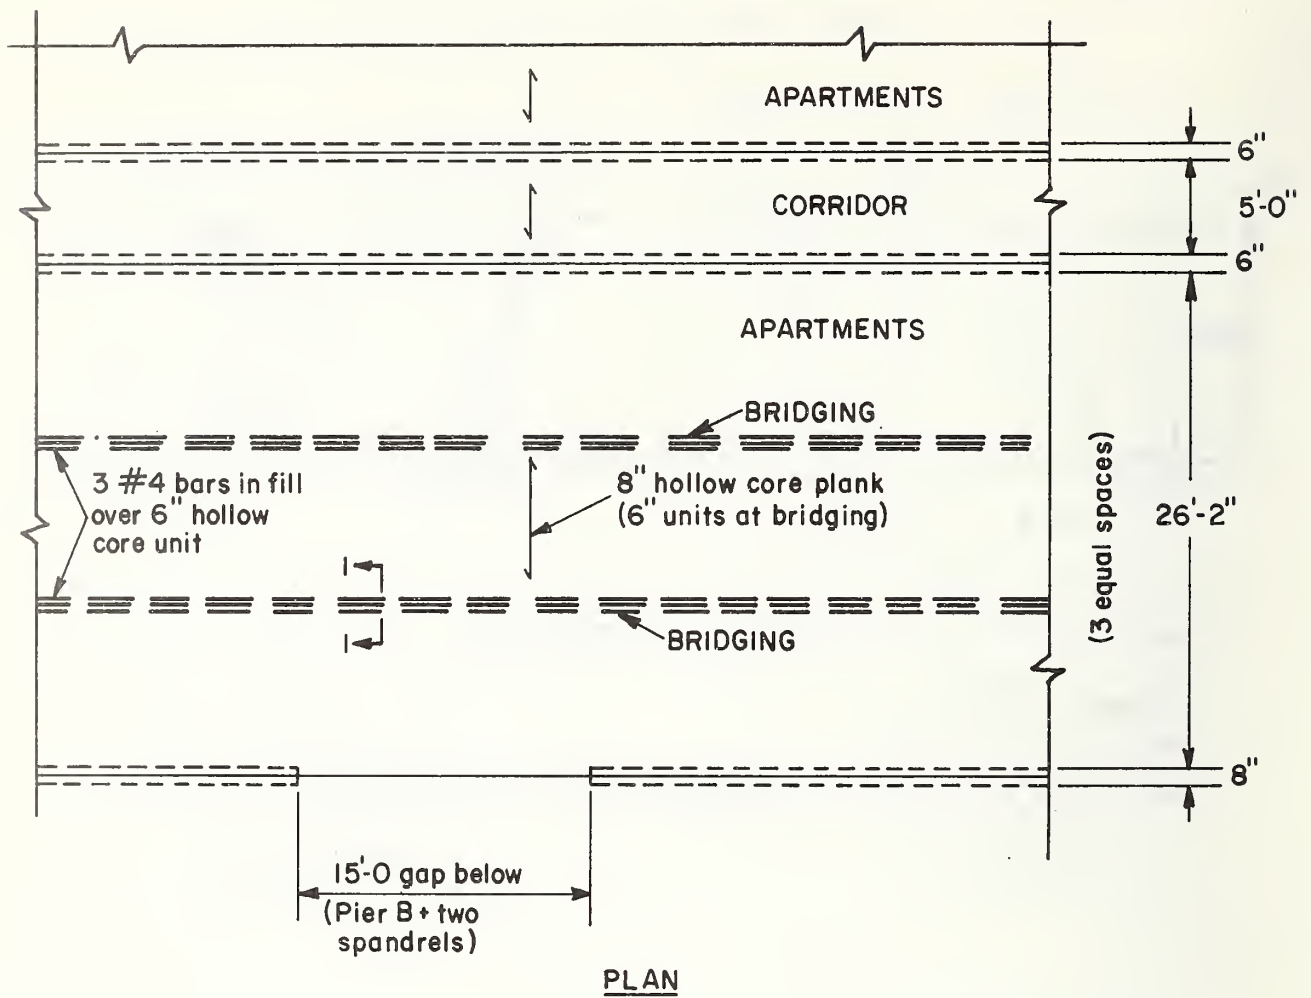 APARTMENTS
6"
CORRIDOR
5'-0"
6"
APARTMENTS
BRIDGING
3 #4 bars in fill
over 6" hollow
core unit
8" hollow core plank
(6" units at bridging)
(3 equal spaces)
26'-2"
1
1
BRIDGING
8"
15'-0 gap below
(Pier B + two
spandrels)
PLAN